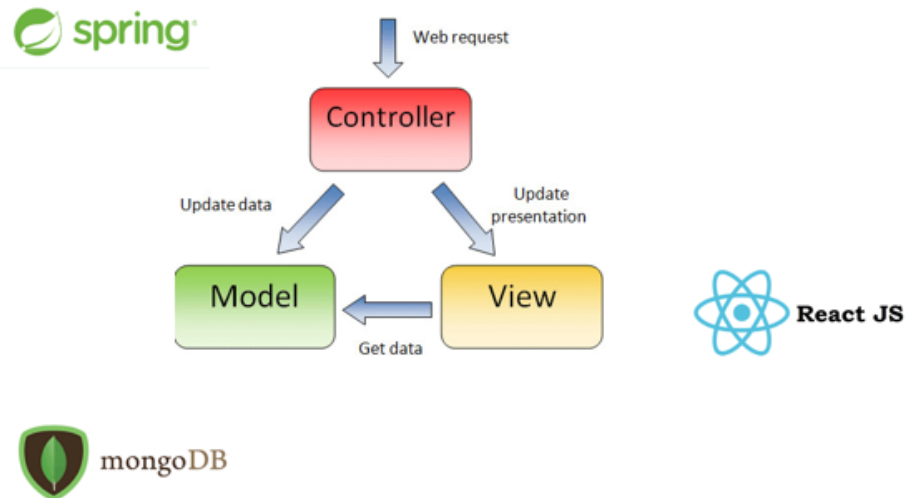 spring
Web request
Controller
Update data
Update
presentation
Model
View
Get data
React JS
mongoDB